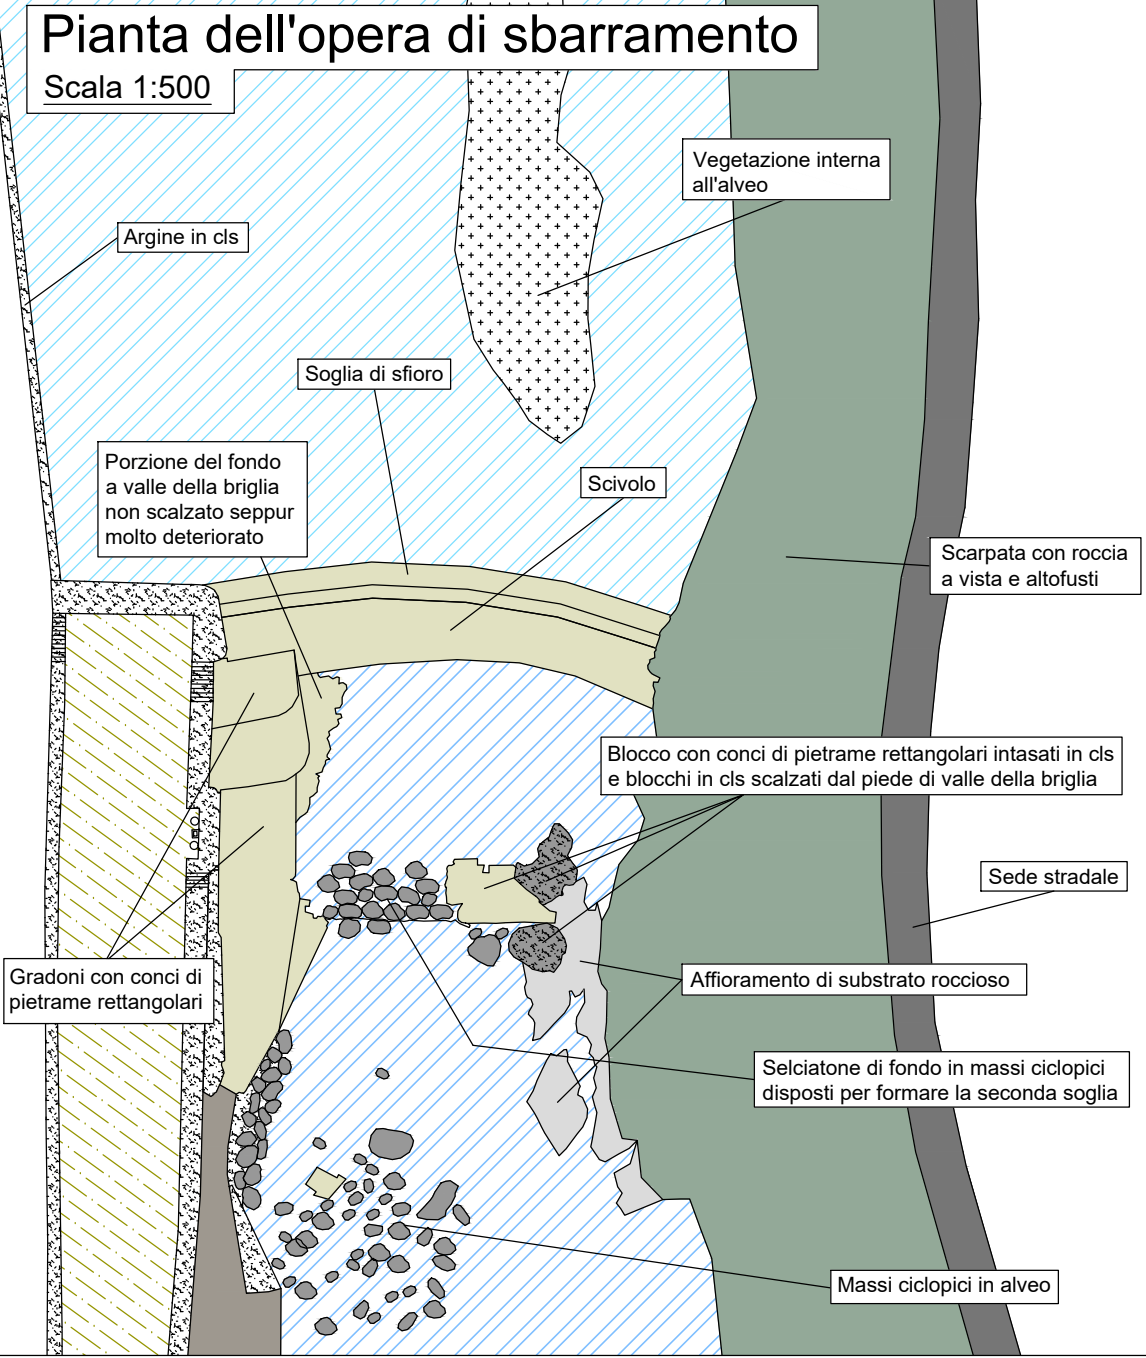 Pianta dell'opera di sbarramento
Scala 1:500
Vegetazione interna
all'alveo
Argine in cls
Soglia di sfioro
Porzione del fondo
a valle della briglia
non scalzato seppur
molto deteriorato
Scivolo
Scarpata con roccia
a vista e altofusti
Blocco con conci di pietrame rettangolari intasati in cls
e blocchi in cls scalzati dal piede di valle della briglia
Sede stradale
Gradoni con conci di
pietrame rettangolari
Affioramento di substrato roccioso
Selciatone di fondo in massi ciclopici
disposti per formare la seconda soglia
Massi ciclopici in alveo